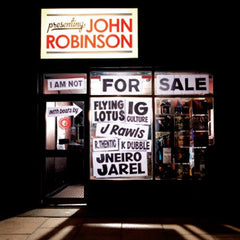 presenting
JOHN
ROBINSON
I AM NOT
FOR
SALE
with beats by
FLYING
LOTUS
IG
CULTURE
J RAWLS
R.THENTIC
K DUBBLE
JNEIRO
JAREL